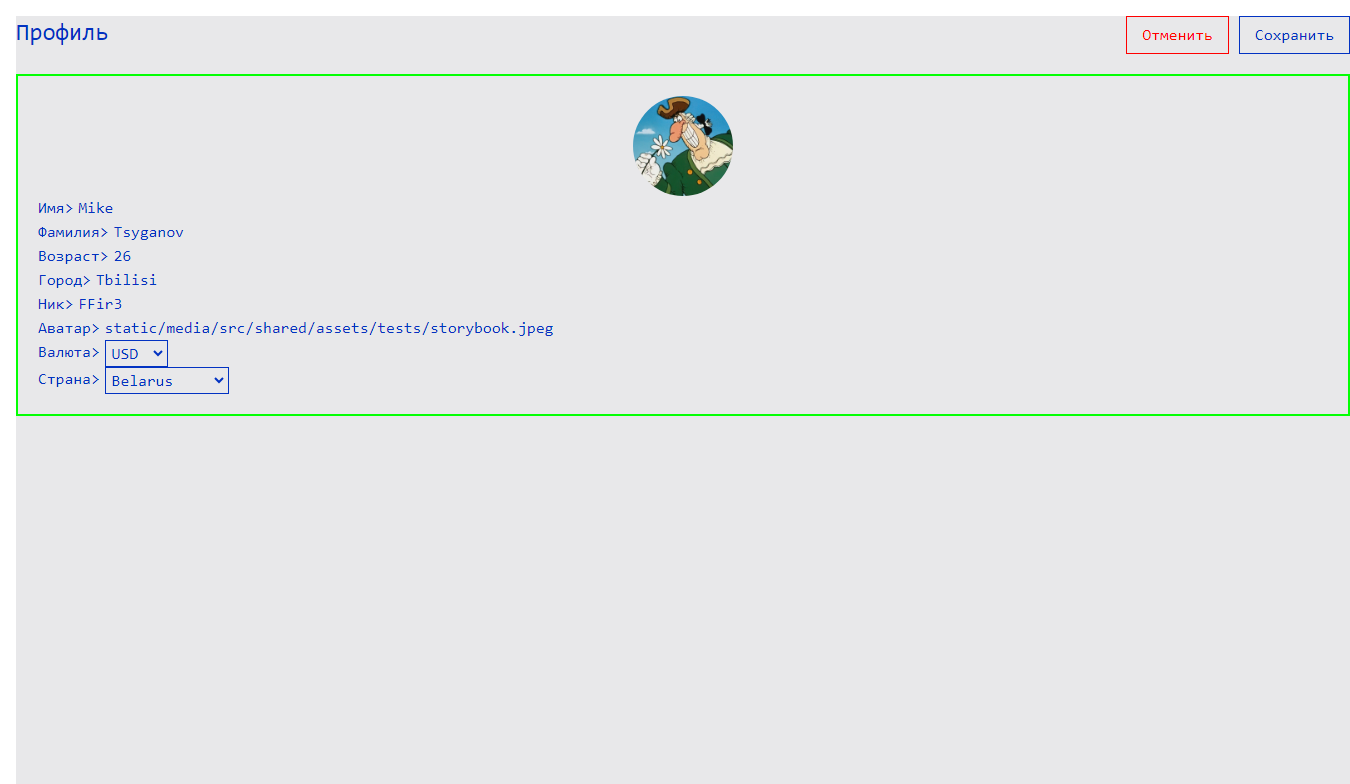 Профиль
Отменить
Сохранить
Имя> Mike
Фамилия> Tsyganov
Возраст> 26
Город> Tbilisi
Ник> FFir3
Аватар> static/media/src/shared/assets/tests/storybook.jpeg
Валюта> USD
Страна> Belarus